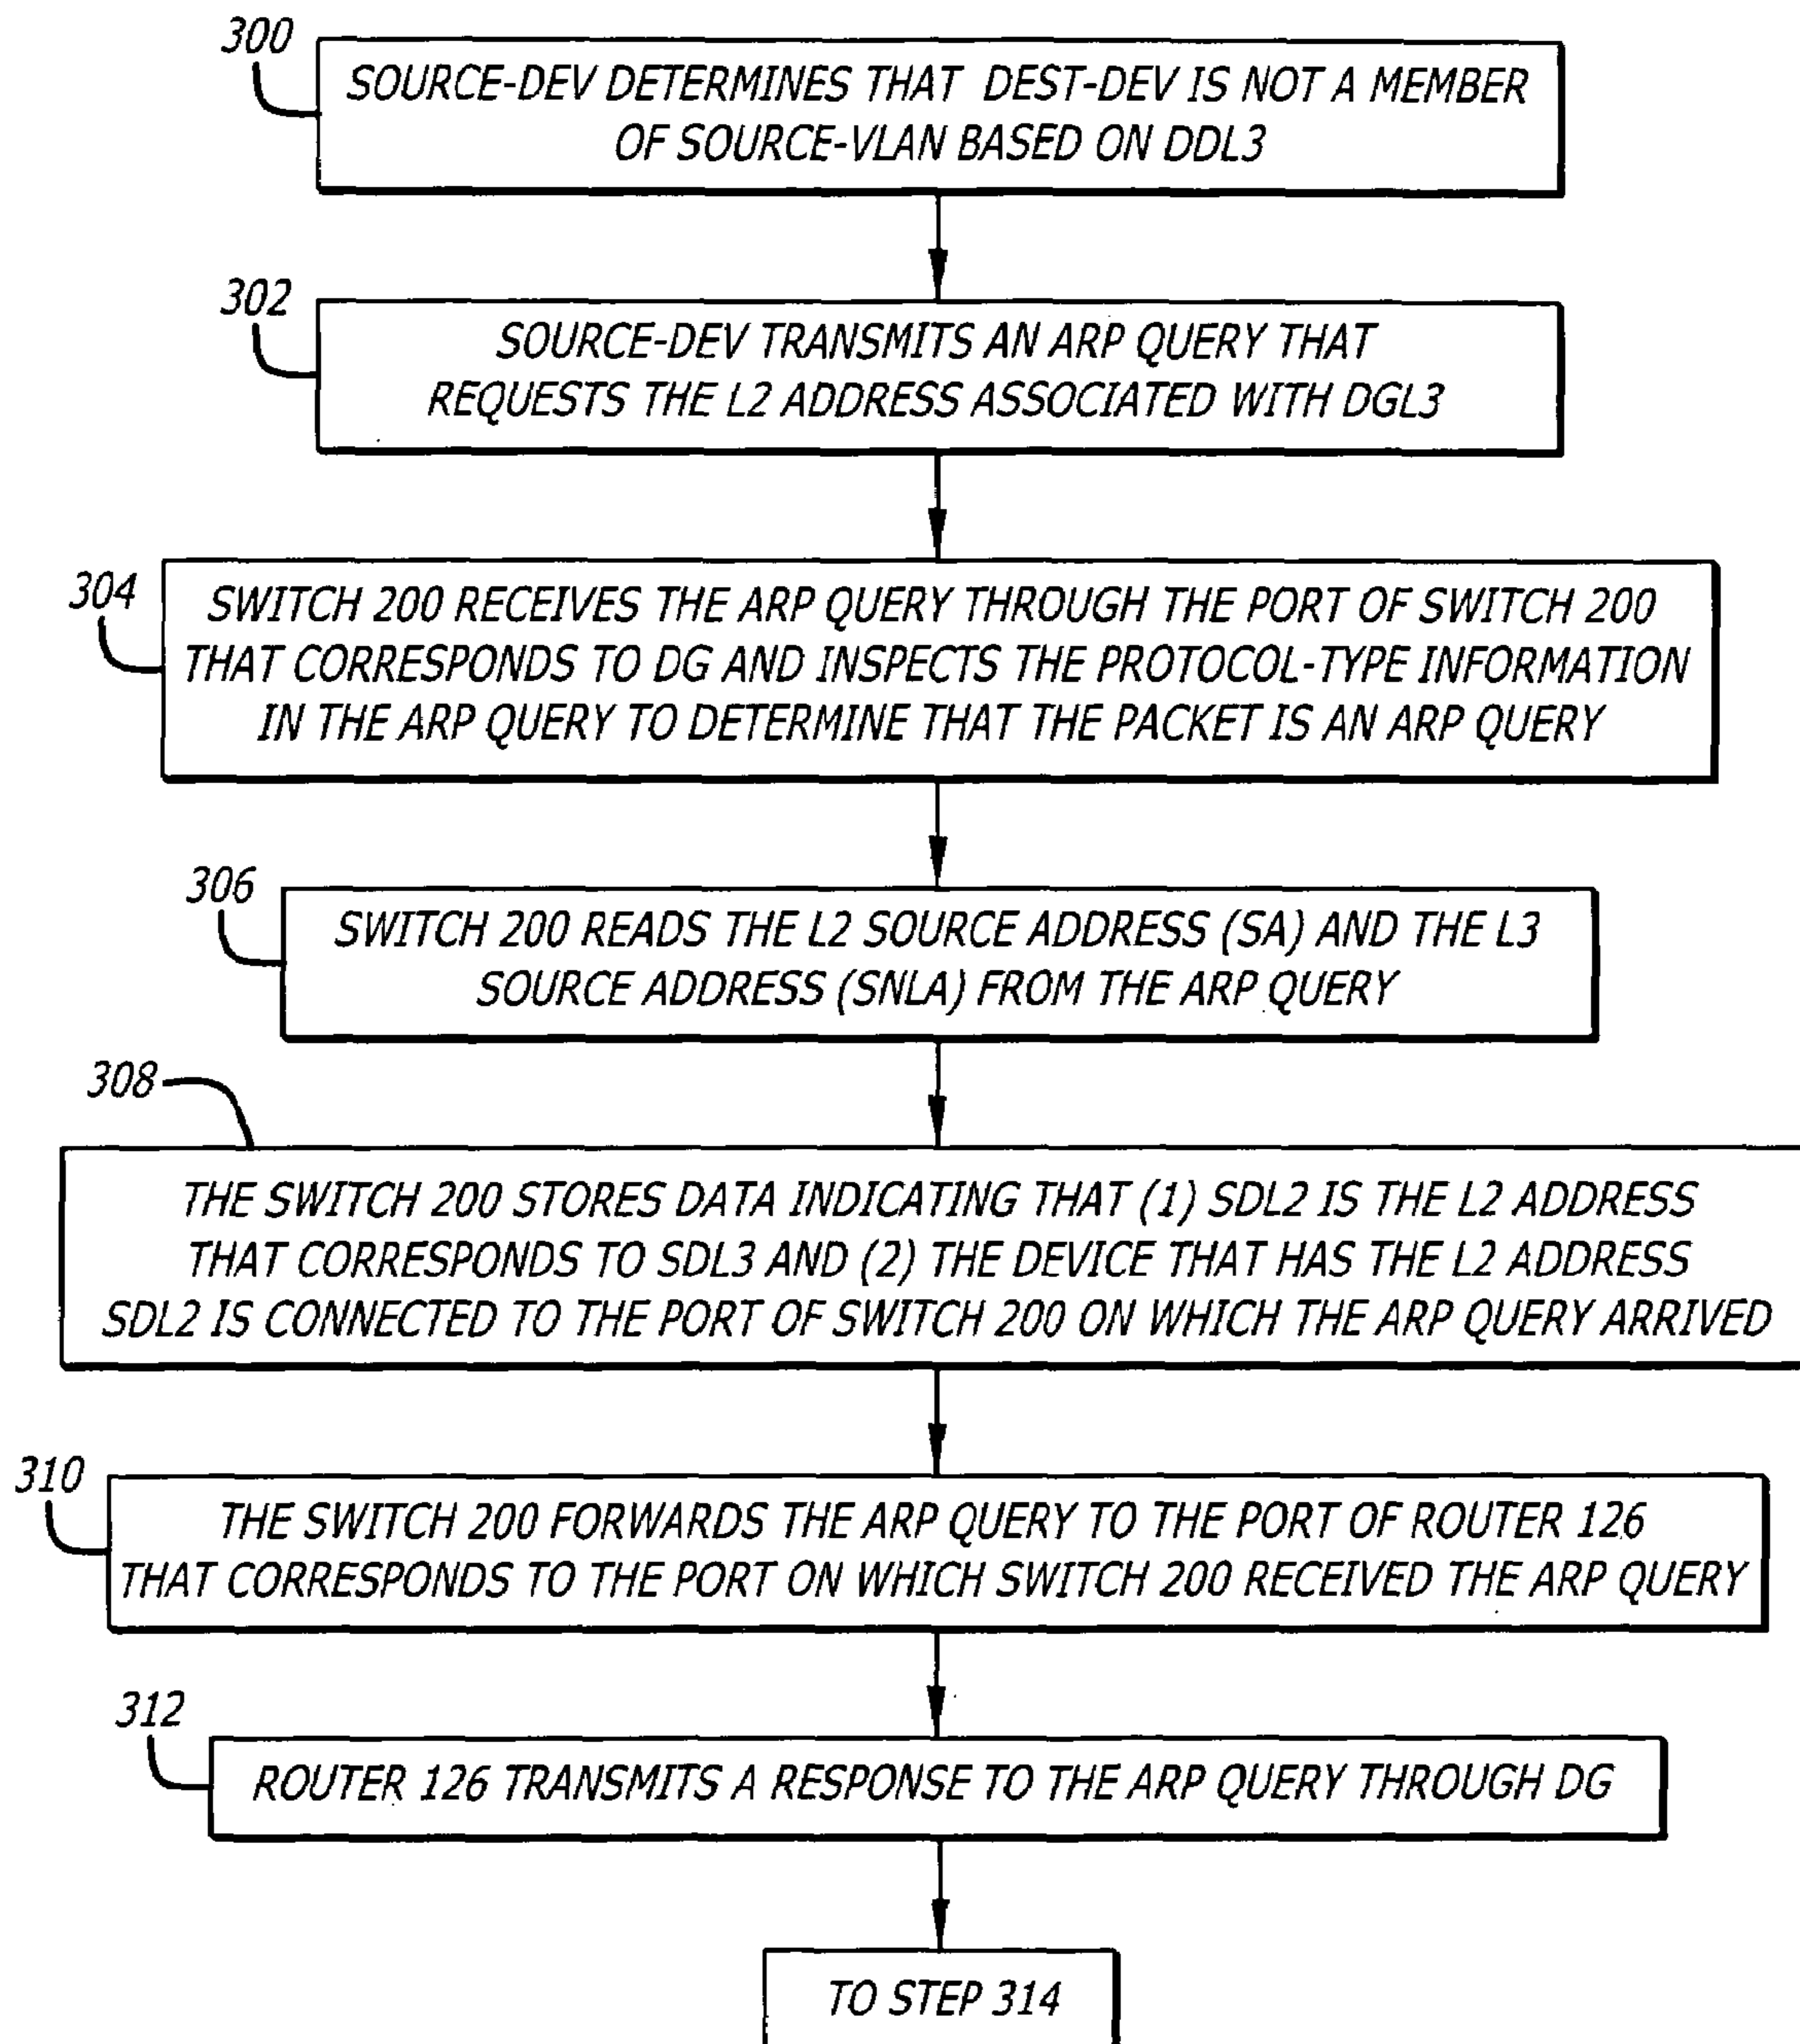 300
SOURCE-DEV DETERMINES THAT DEST-DEV IS NOT A MEMBER
OF SOURCE-VLAN BASED ON DDL3
302
SOURCE-DEV TRANSMITS AN ARP QUERY THAT
REQUESTS THE L2 ADDRESS ASSOCIATED WITH DGL3
304
SWITCH 200 RECEIVES THE ARP QUERY THROUGH THE PORT OF SWITCH 200
THAT CORRESPONDS TO DG AND INSPECTS THE PROTOCOL-TYPE INFORMATION
IN THE ARP QUERY TO DETERMINE THAT THE PACKET IS AN ARP QUERY
306
SWITCH 200 READS THE L2 SOURCE ADDRESS (SA) AND THE L3
SOURCE ADDRESS (SNLA) FROM THE ARP QUERY
308
THE SWITCH 200 STORES DATA INDICATING THAT (1) SDL2 IS THE L2 ADDRESS
THAT CORRESPONDS TO SDL3 AND (2) THE DEVICE THAT HAS THE L2 ADDRESS
SDL2 IS CONNECTED TO THE PORT OF SWITCH 200 ON WHICH THE ARP QUERY ARRIVED
310
THE SWITCH 200 FORWARDS THE ARP QUERY TO THE PORT OF ROUTER 126
THAT CORRESPONDS TO THE PORT ON WHICH SWITCH 200 RECEIVED THE ARP QUERY
312
ROUTER 126 TRANSMITS A RESPONSE TO THE ARP QUERY THROUGH DG
TO STEP 314